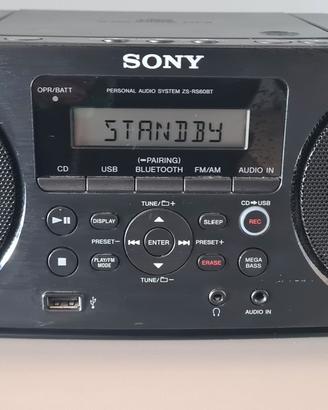 SONY
OPR/BATT
PERSONAL AUDIO SYSTEM ZS-RS60BT
STANDBY
(–PAIRING)
CD USB BLUETOOTH FM/AM AUDIO IN
TUNE/+ CD USB
DISPLAY SLEEP REC
PRESET– ENTER PRESET+
PLAY/FM MODE ERASE MEGA BASS
TUNE/–
AUDIO IN